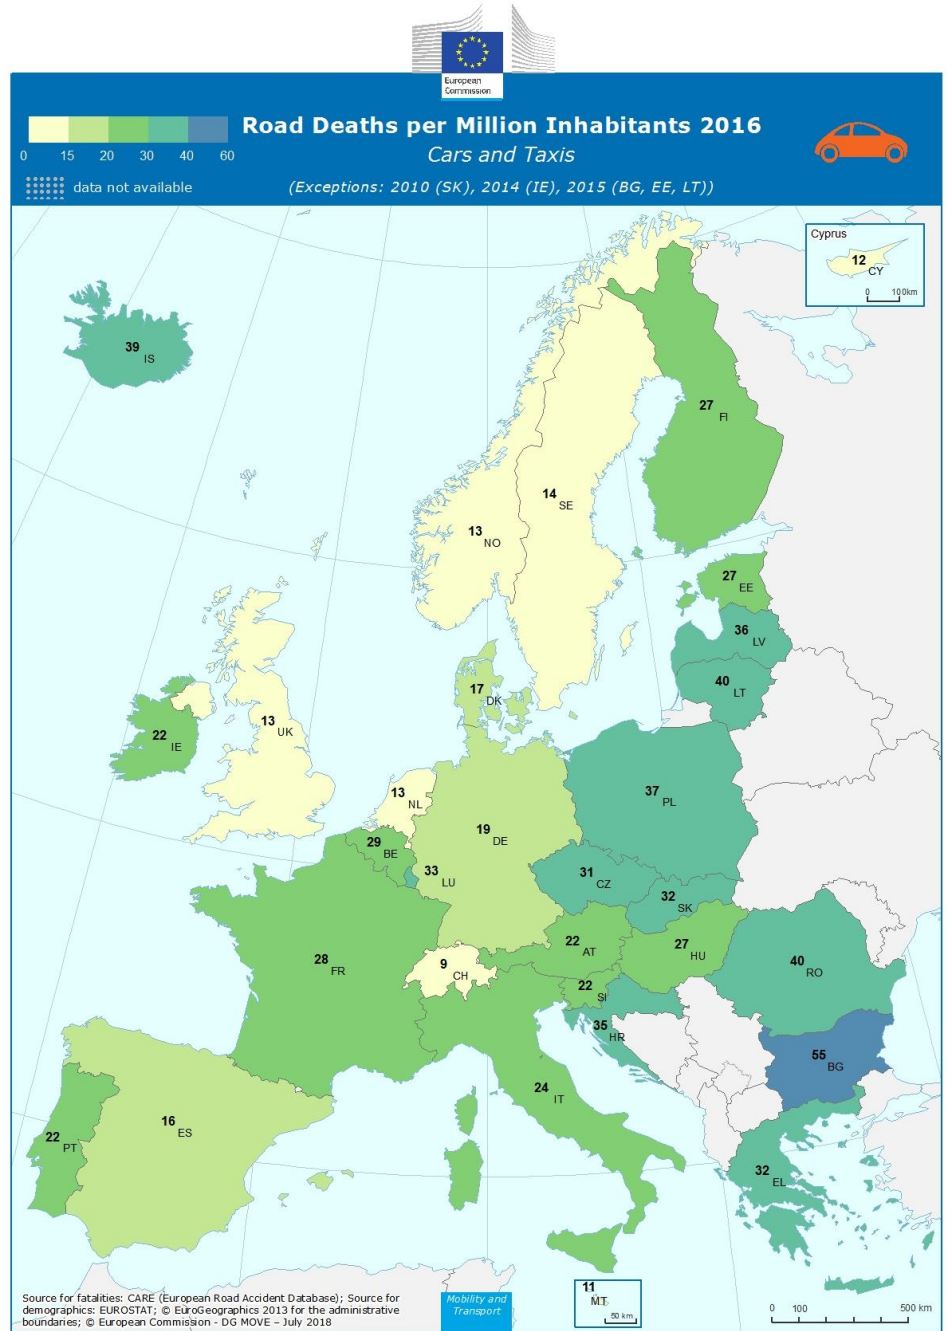 European
Commission
Road Deaths per Million Inhabitants 2016
Cars and Taxis
(Exceptions: 2010 (SK), 2014 (IE), 2015 (BG, EE, LT))
0 15 20 30 40 60
data not available
Cyprus
12 CY
0 100km
39 IS
27 FI
14 SE
13 NO
27 EE
36 LV
40 LT
17 DK
22 IE
13 UK
13 NL
37 PL
19 DE
29 BE
33 LU
31 CZ
32 SK
28 FR
22 AT
27 HU
9 CH
40 RO
22 SI
35 HR
55 BG
24 IT
16 ES
22 PT
32 EL
11
MT
50 km
Source for fatalities: CARE (European Road Accident Database); Source for
demographics: EUROSTAT; © EuroGeographics 2013 for the administrative
boundaries; © European Commission - DG MOVE – July 2018
Mobility and
Transport
0 100 500 km